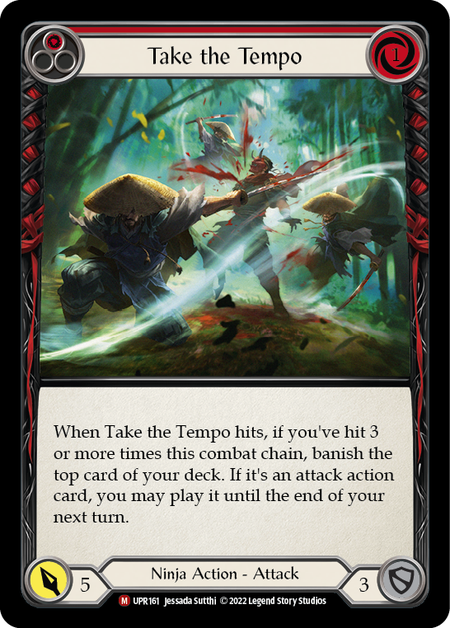 Take the Tempo
1
When Take the Tempo hits, if you've hit 3
or more times this combat chain, banish the
top card of your deck. If it's an attack action
card, you may play it until the end of your
next turn.
5
Ninja Action - Attack
3
M UPR161 Jessada Sutthi © 2022 Legend Story Studios